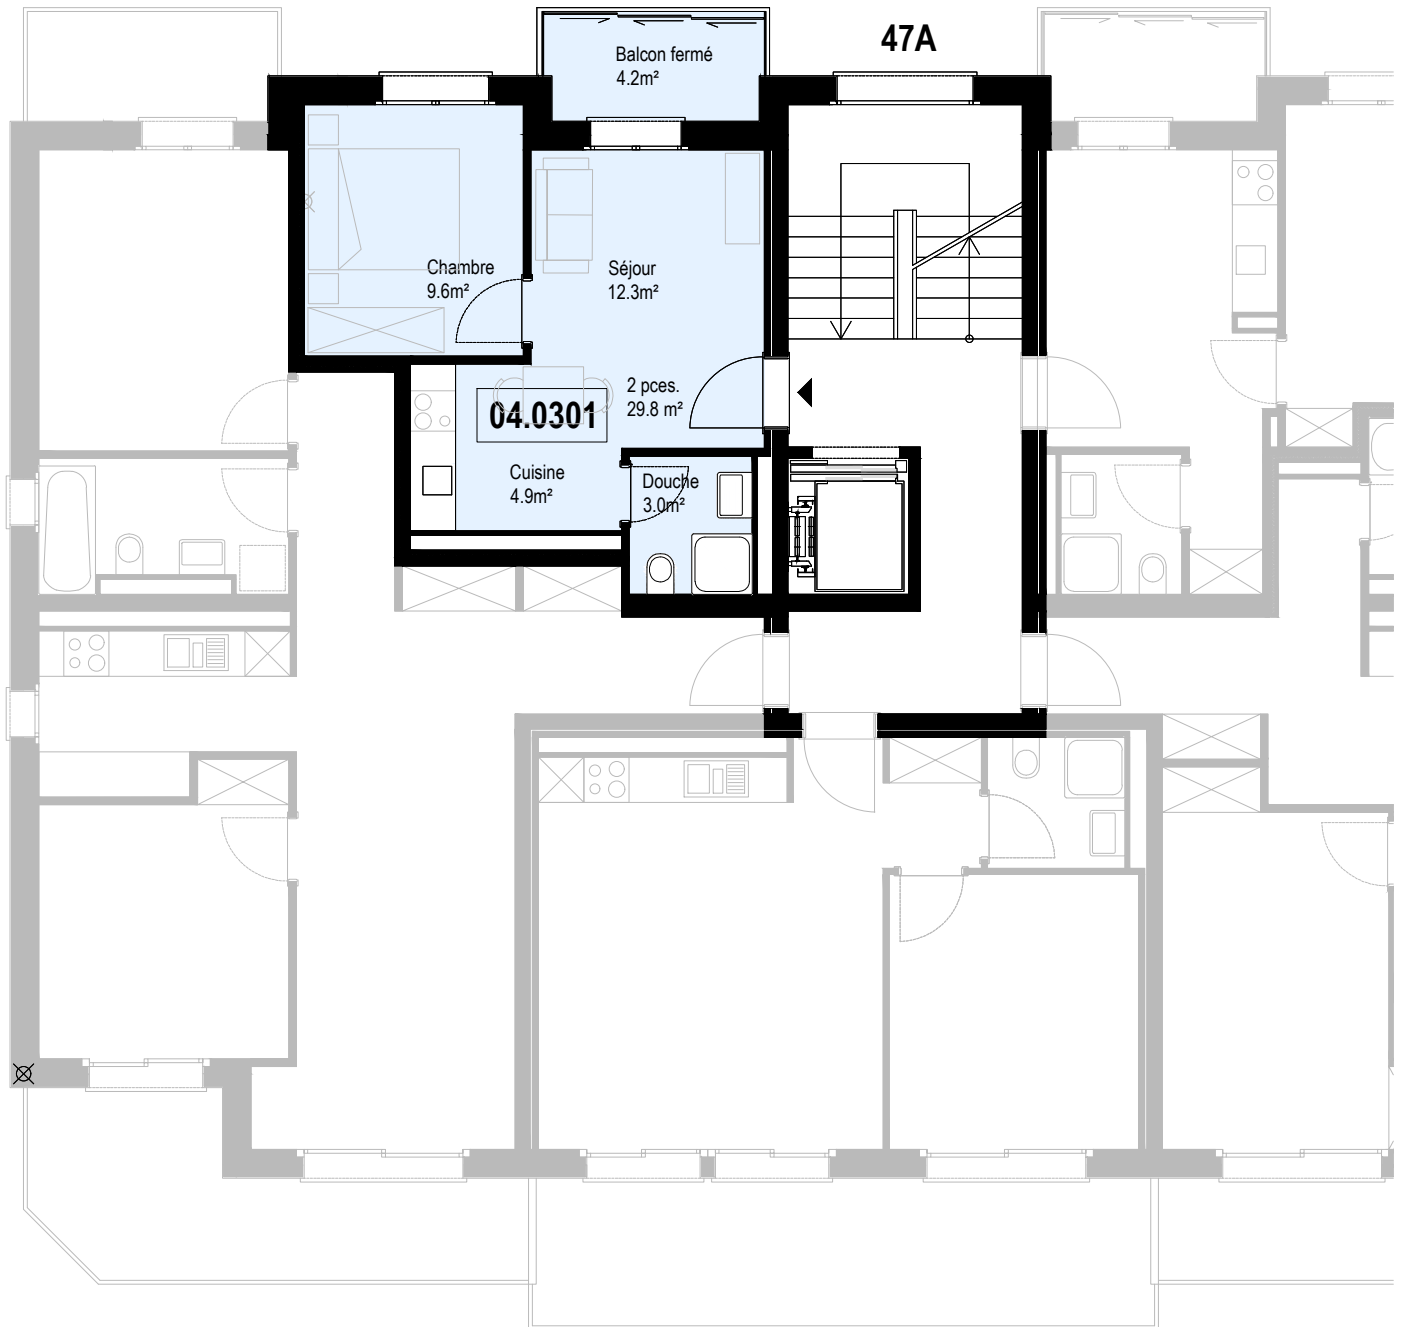 47A
Balcon fermé
4.2m²
Chambre
9.6m²
Séjour
12.3m²
2 pces.
29.8 m²
04.0301
Cuisine
4.9m²
Douche
3.0m²